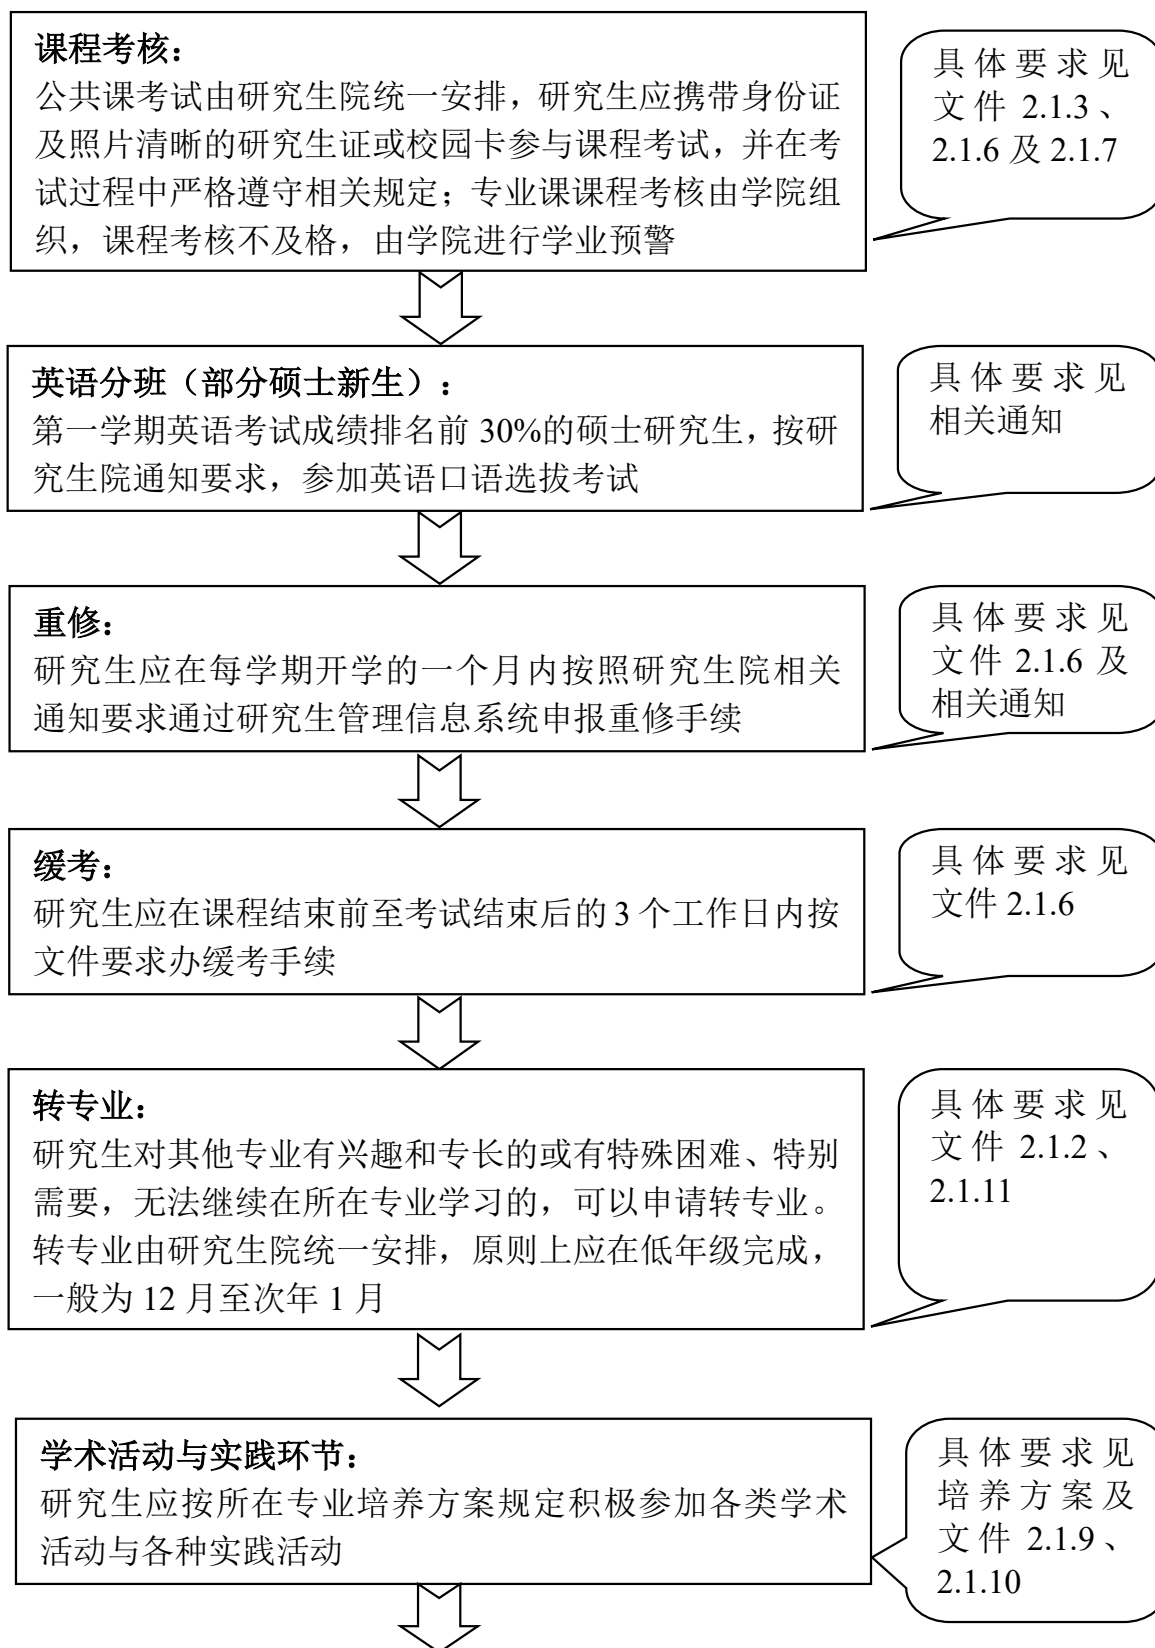 课程考核：
公共课考试由研究生院统一安排，研究生应携带身份证
及照片清晰的研究生证或校园卡参与课程考试，并在考
试过程中严格遵守相关规定；专业课课程考核由学院组
织，课程考核不及格，由学院进行学业预警
具体要求见
文件 2.1.3、
2.1.6 及 2.1.7
英语分班（部分硕士新生）：
第一学期英语考试成绩排名前 30%的硕士研究生，按研
究生院通知要求，参加英语口语选拔考试
具体要求见
相关通知
重修：
研究生应在每学期开学的一个月内按照研究生院相关
通知要求通过研究生管理信息系统申报重修手续
具体要求见
文件 2.1.6 及
相关通知
缓考：
研究生应在课程结束前至考试结束后的 3 个工作日内按
文件要求办缓考手续
具体要求见
文件 2.1.6
转专业：
研究生对其他专业有兴趣和专长的或有特殊困难、特别
需要，无法继续在所在专业学习的，可以申请转专业。
转专业由研究生院统一安排，原则上应在低年级完成，
一般为 12 月至次年 1 月
具体要求见
文件 2.1.2、
2.1.11
学术活动与实践环节：
研究生应按所在专业培养方案规定积极参加各类学术
活动与各种实践活动
具体要求见
培养方案及
文件 2.1.9、
2.1.10